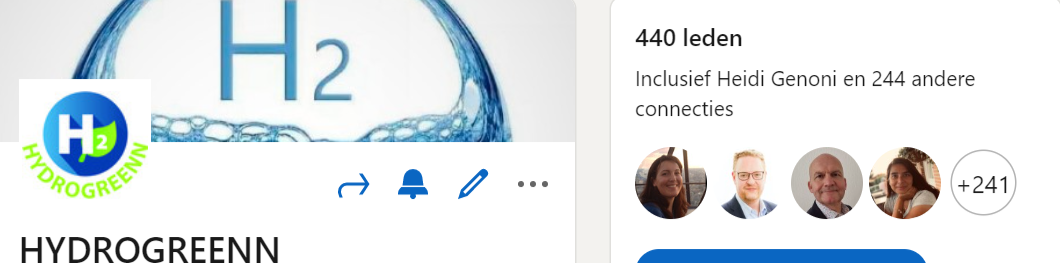 H2
H2
HYDROGREENN
HYDROGREENN
440 leden
Inclusief Heidi Genoni en 244 andere
connecties
+241